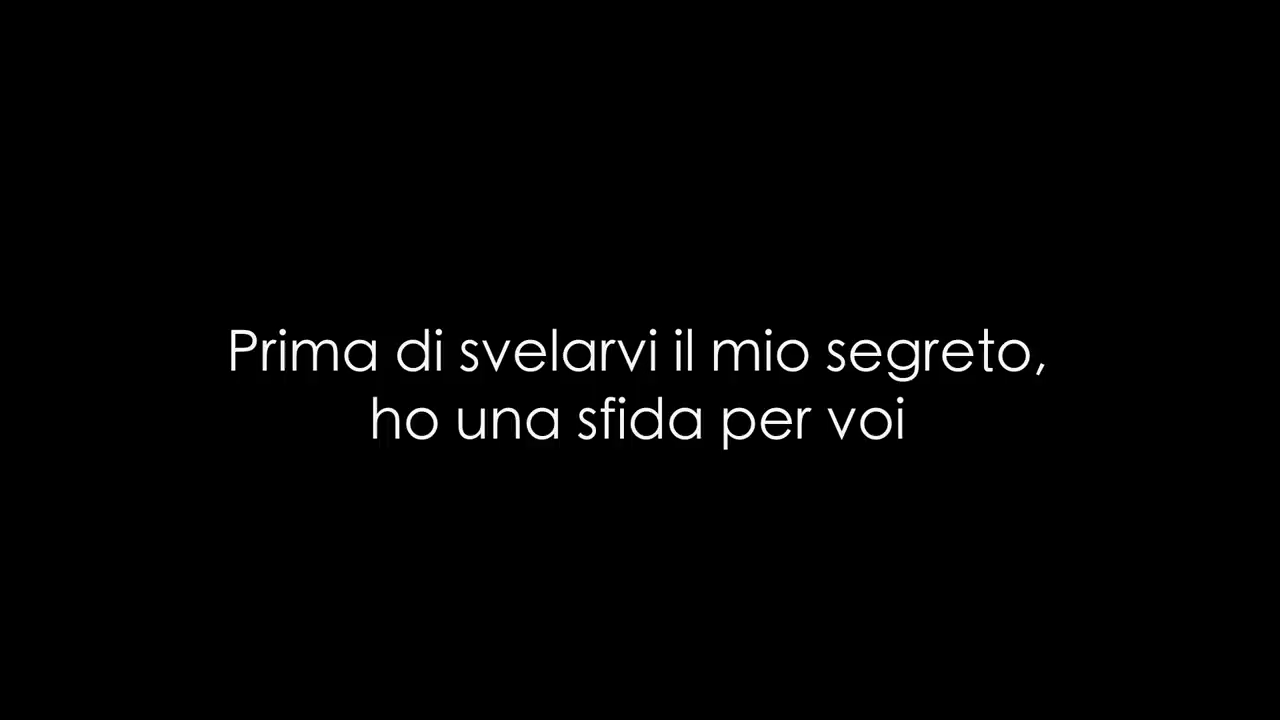 Prima di svelarvi il mio segreto,
ho una sfida per voi